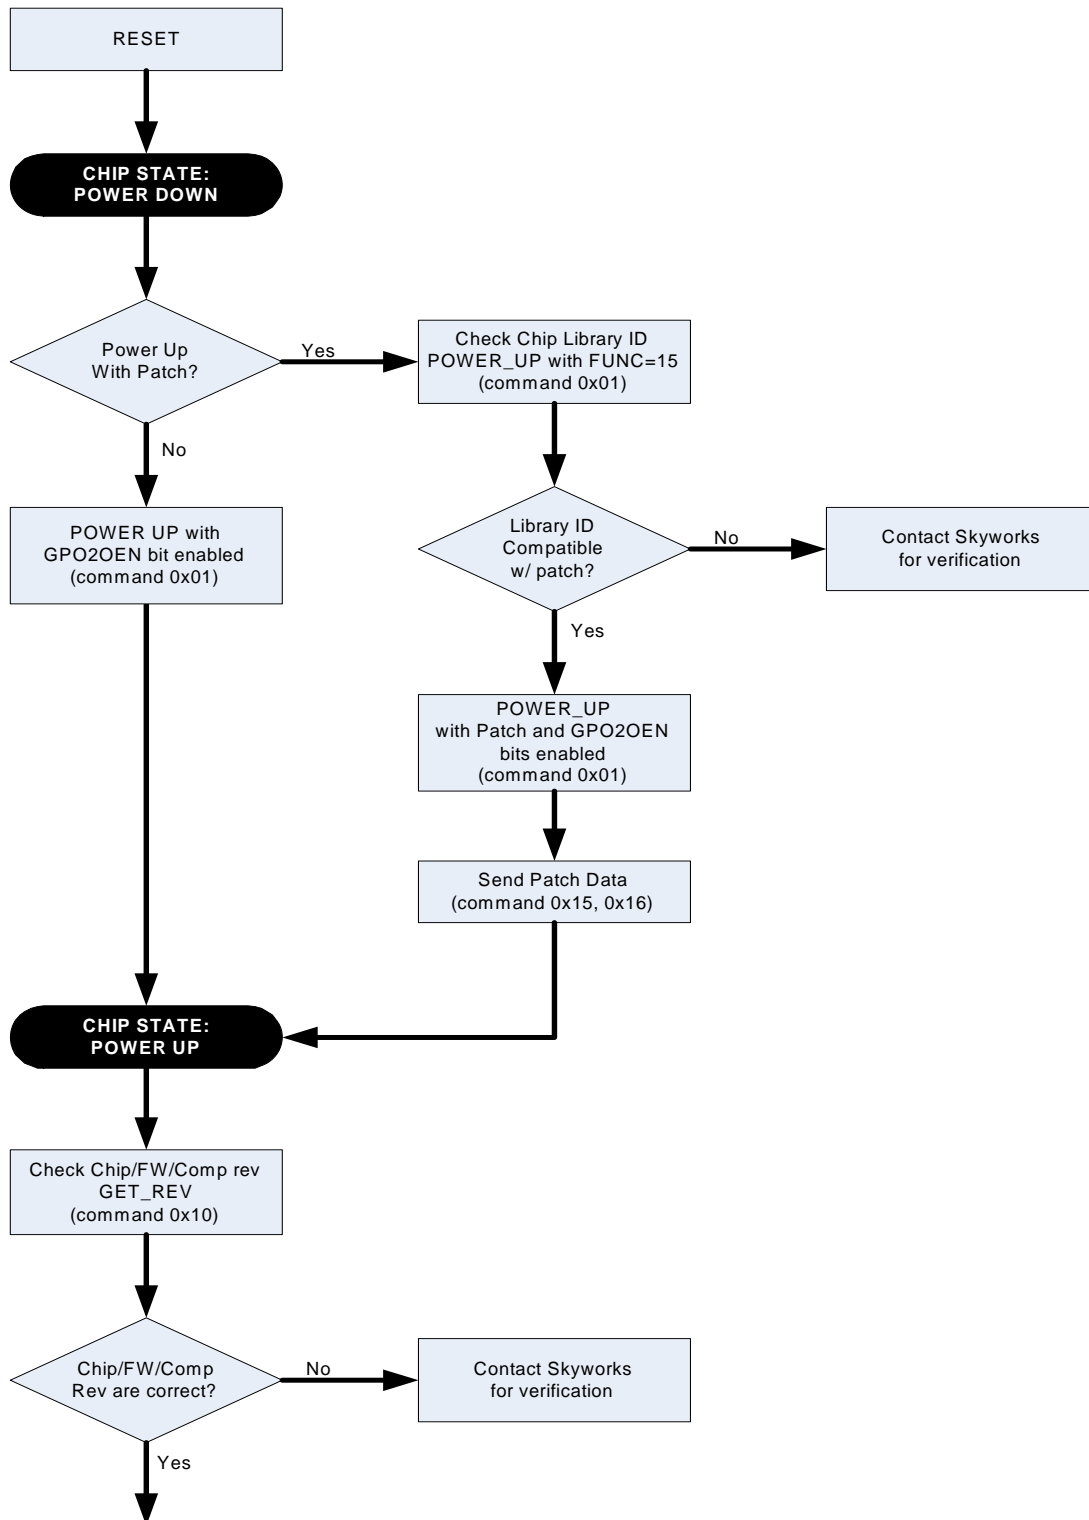 RESET
CHIP STATE:
POWER DOWN
Power Up
With Patch?
Yes
Check Chip Library ID
POWER_UP with FUNC=15
(command 0x01)
No
POWER UP with
GPO2OEN bit enabled
(command 0x01)
Library ID
Compatible
w/ patch?
No
Contact Skyworks
for verification
Yes
POWER_UP
with Patch and GPO2OEN
bits enabled
(command 0x01)
Send Patch Data
(command 0x15, 0x16)
CHIP STATE:
POWER UP
Check Chip/FW/Comp rev
GET_REV
(command 0x10)
Chip/FW/Comp
Rev are correct?
No
Contact Skyworks
for verification
Yes